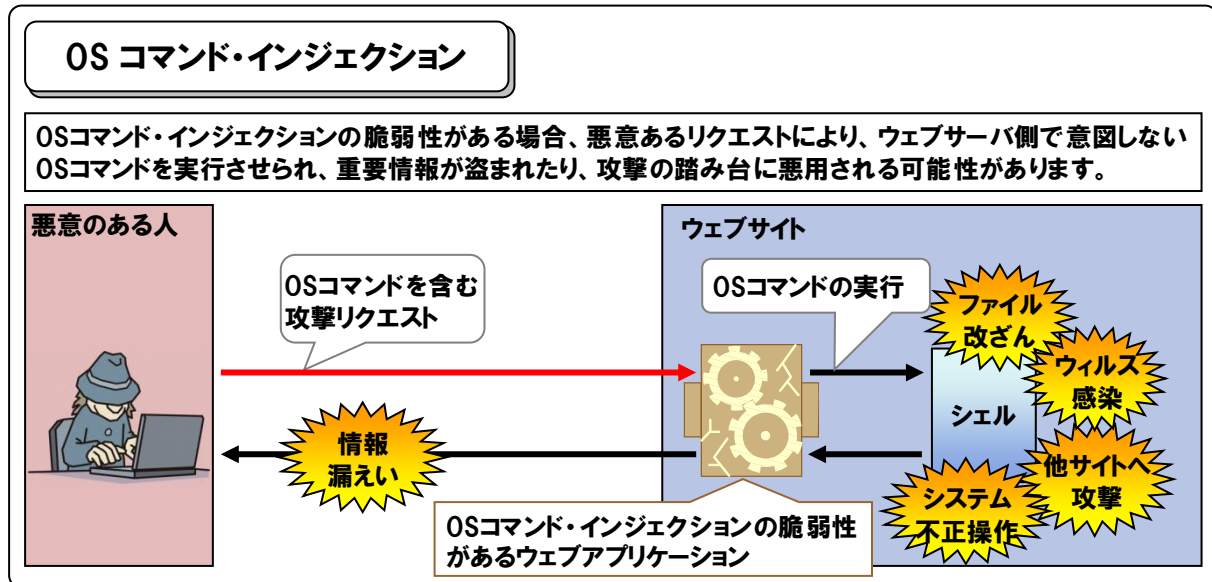 OS コマンド・インジェクション
OSコマンド・インジェクションの脆弱性がある場合、悪意あるリクエストにより、ウェブサーバ側で意図しない
OSコマンドを実行させられ、重要情報が盗まれたり、攻撃の踏み台に悪用される可能性があります。
悪意のある人
ウェブサイト
OSコマンドを含む
攻撃リクエスト
OSコマンドの実行
ファイル
改ざん
ウィルス
感染
シェル
情報
漏えい
他サイトへ
攻撃
システム
不正操作
OSコマンド・インジェクションの脆弱性
があるウェブアプリケーション